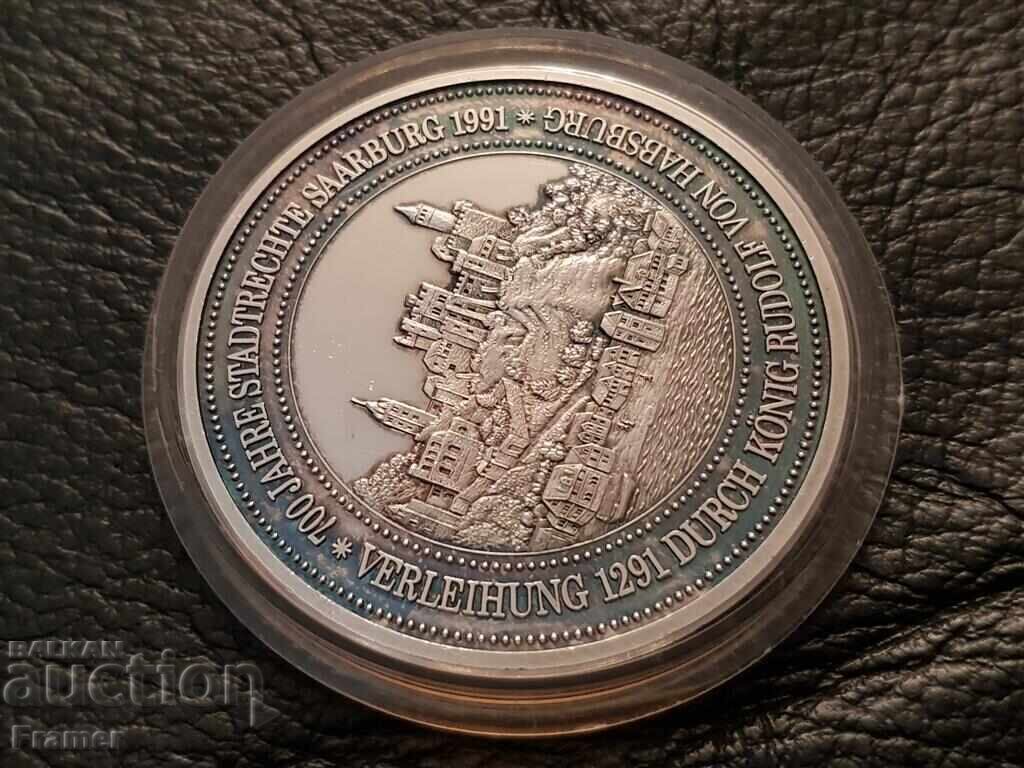 700 JAHRE STADTRECHTE SAARBURG 1991 *
VERLEIHUNG 1291 DURCH KÖNIG RUDOLF VON HABSBURG *
BALKAN
auction
Framer